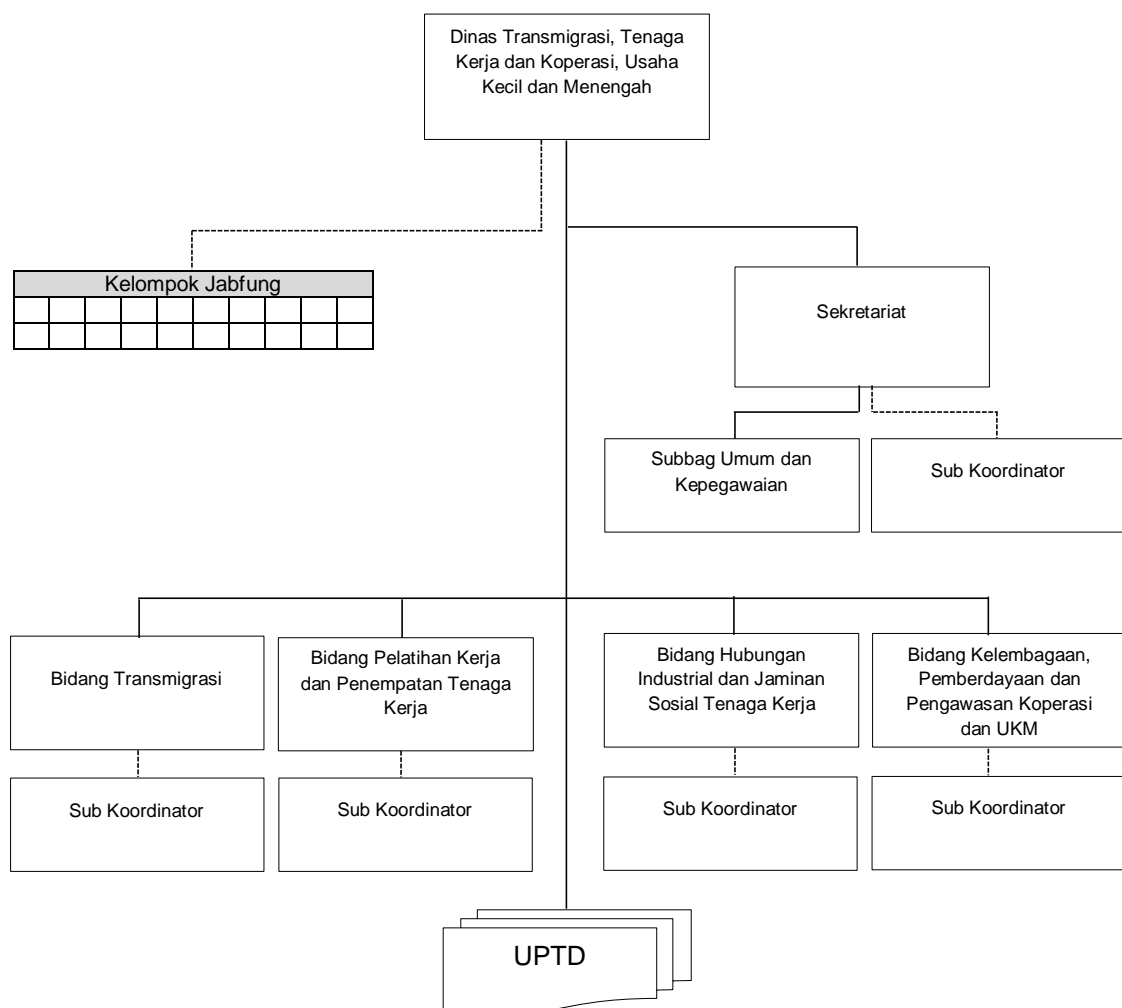 Dinas Transmigrasi, Tenaga
Kerja dan Koperasi, Usaha
Kecil dan Menengah
Kelompok Jabfung
Sekretariat
Subbag Umum dan
Kepegawaian
Sub Koordinator
Bidang Transmigrasi
Bidang Pelatihan Kerja
dan Penempatan Tenaga
Kerja
Bidang Hubungan
Industrial dan Jaminan
Sosial Tenaga Kerja
Bidang Kelembagaan,
Pemberdayaan dan
Pengawasan Koperasi
dan UKM
Sub Koordinator
Sub Koordinator
Sub Koordinator
Sub Koordinator
UPTD